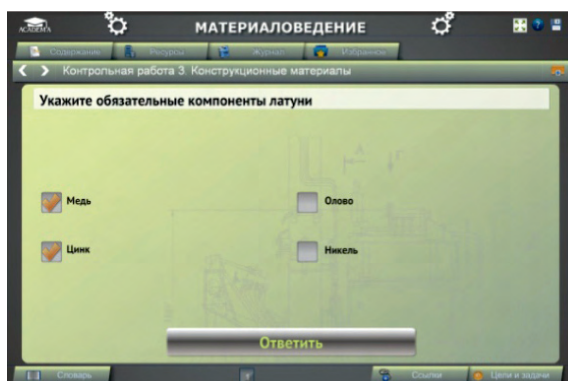 ACADEMA
МАТЕРИАЛОВЕДЕНИЕ
Содержание Ресурсы Журнал Избранное
Контрольная работа 3. Конструкционные материалы
Укажите обязательные компоненты латуни
Медь Олово
Цинк Никель
Ответить
Словарь Ссылки Цели и задачи